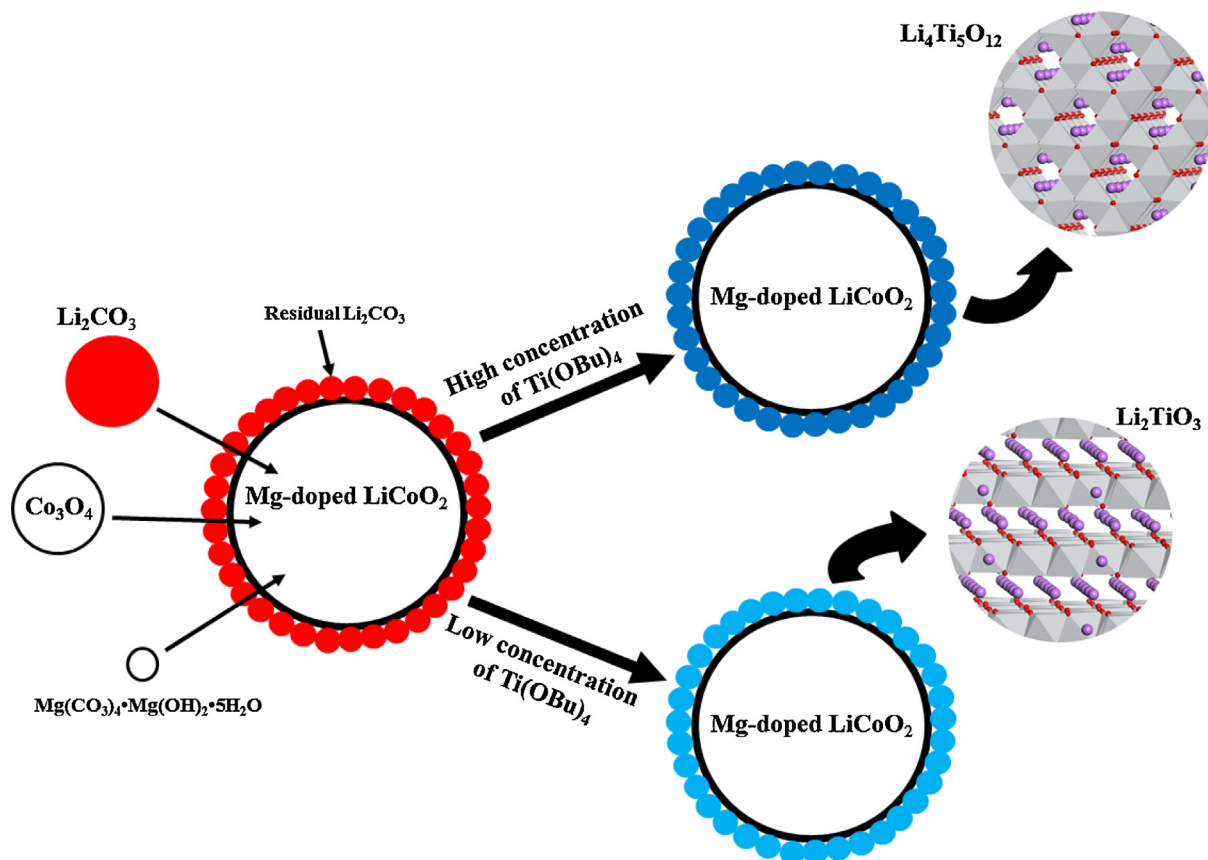 Li₄Ti₅O₁₂
Mg-doped LiCoO₂
Residual Li₂CO₃
Li₂CO₃
High concentration
of Ti(OBu)₄
Li₂TiO₃
Co₃O₄
Mg-doped LiCoO₂
Low concentration
of Ti(OBu)₄
Mg(CO₃)₄•Mg(OH)₂•5H₂O
Mg-doped LiCoO₂